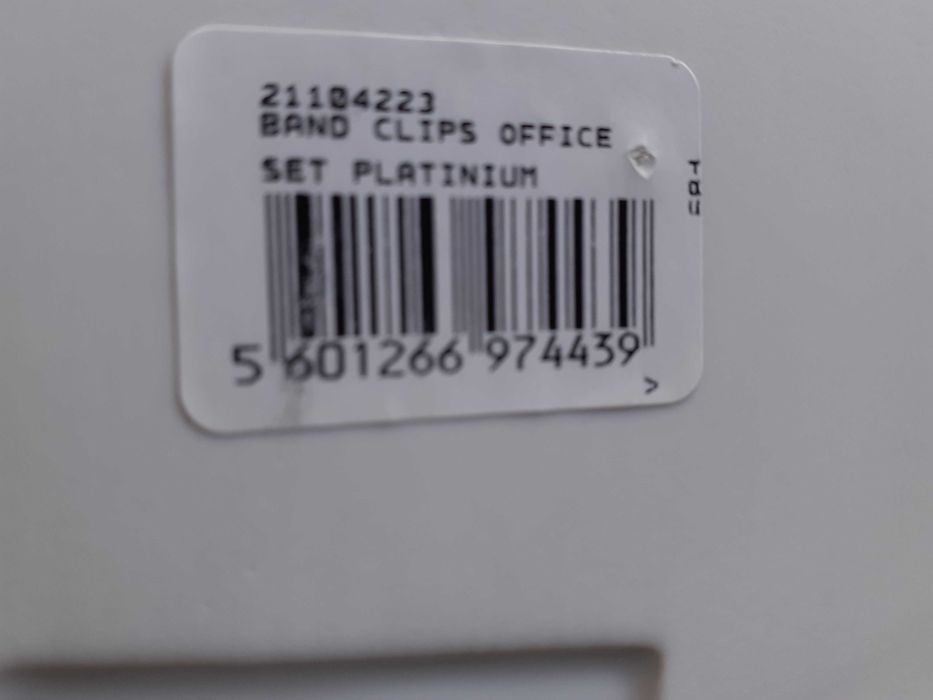 21104223
BAND CLIPS OFFICE
SET PLATINIUM
5 601266 974439 >